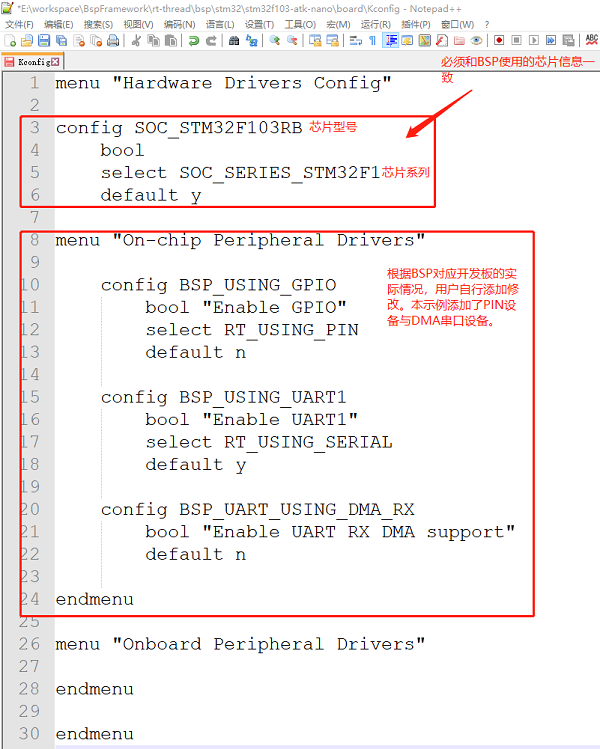 *E:\workspace\BspFramework\rt-thread\bsp\stm32\stm32f103-atk-nano\board\Kconfig - Notepad++
文件(F) 编辑(E) 搜索(S) 视图(V) 编码(N) 语言(L) 设置(T) 工具(O) 宏(M) 运行(R) 插件(P) 窗口(W) ?
Kconfig
必须和BSP使用的芯片信息一
致
1 menu "Hardware Drivers Config"
2
3 config SOC_STM32F103RB 芯片型号
4 bool
5 select SOC_SERIES_STM32F1 芯片系列
6 default y
7
8 menu "On-chip Peripheral Drivers"
9
10 config BSP_USING_GPIO
11 bool "Enable GPIO"
12 select RT_USING_PIN
13 default n
14
根据BSP对应开发板的实
际情况，用户自行添加修
改。本示例添加了PIN设
备与DMA串口设备。
15 config BSP_USING_UART1
16 bool "Enable UART1"
17 select RT_USING_SERIAL
18 default y
19
20 config BSP_UART_USING_DMA_RX
21 bool "Enable UART RX DMA support"
22 default n
23
24 endmenu
25
26 menu "Onboard Peripheral Drivers"
27
28 endmenu
29
30 endmenu